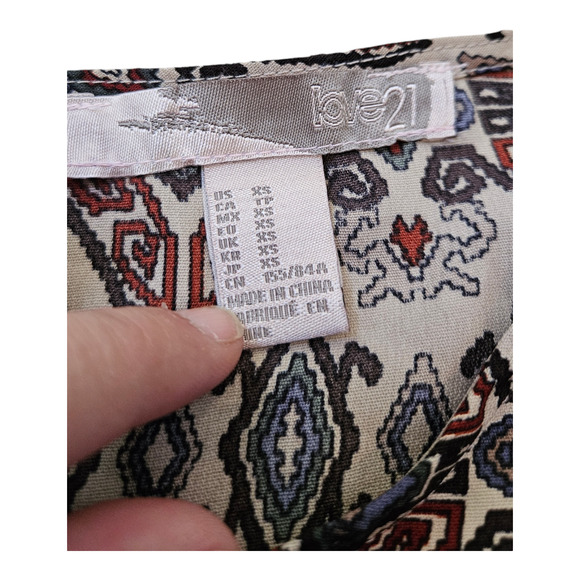 love21
US XS
CA TP
MX XS
EU XS
UK XS
KR XS
JP XS
CN 155/84A
MADE IN CHINA
FABRIQUÉ EN
CHINE